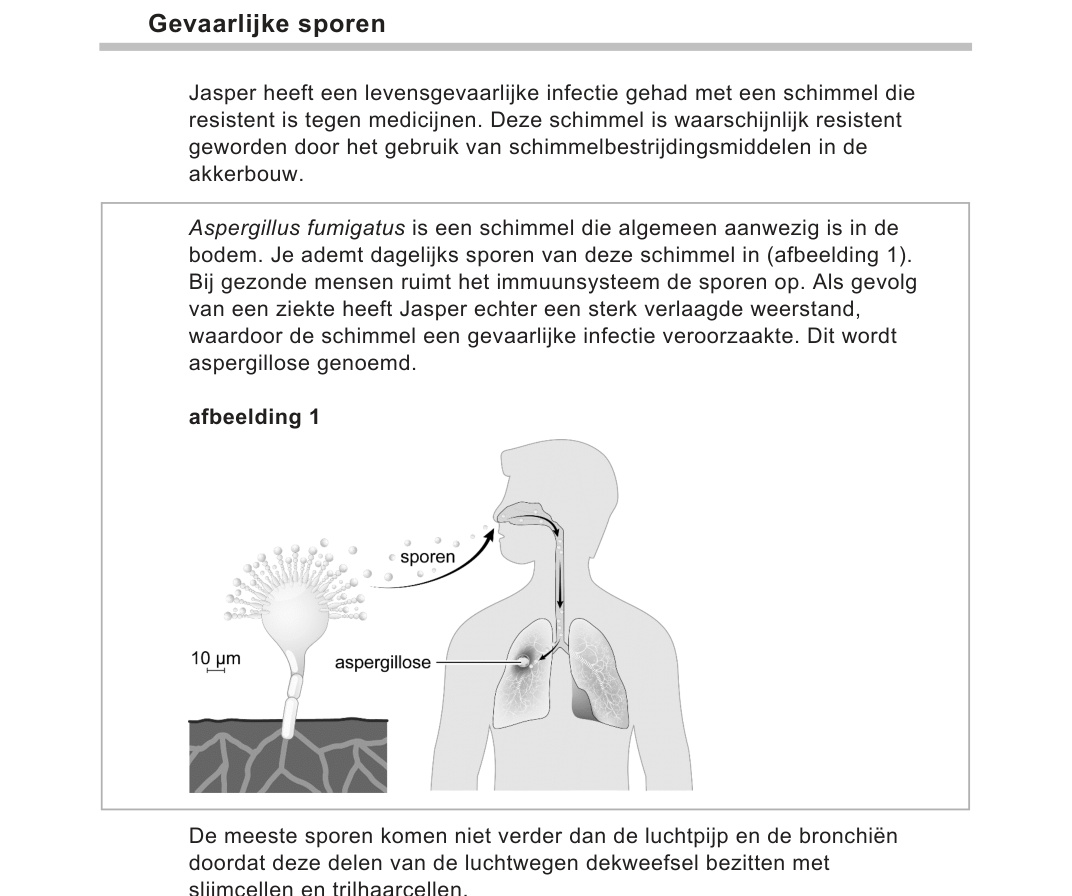 Gevaarlijke sporen
Jasper heeft een levensgevaarlijke infectie gehad met een schimmel die
resistent is tegen medicijnen. Deze schimmel is waarschijnlijk resistent
geworden door het gebruik van schimmelbestrijdingsmiddelen in de
akkerbouw.
Aspergillus fumigatus is een schimmel die algemeen aanwezig is in de
bodem. Je ademt dagelijks sporen van deze schimmel in (afbeelding 1).
Bij gezonde mensen ruimt het immuunsysteem de sporen op. Als gevolg
van een ziekte heeft Jasper echter een sterk verlaagde weerstand,
waardoor de schimmel een gevaarlijke infectie veroorzaakte. Dit wordt
aspergillose genoemd.
afbeelding 1
sporen
10 µm
aspergillose
De meeste sporen komen niet verder dan de luchtpijp en de bronchiën
doordat deze delen van de luchtwegen dekweefsel bezitten met
slijmcellen en trilhaarcellen.